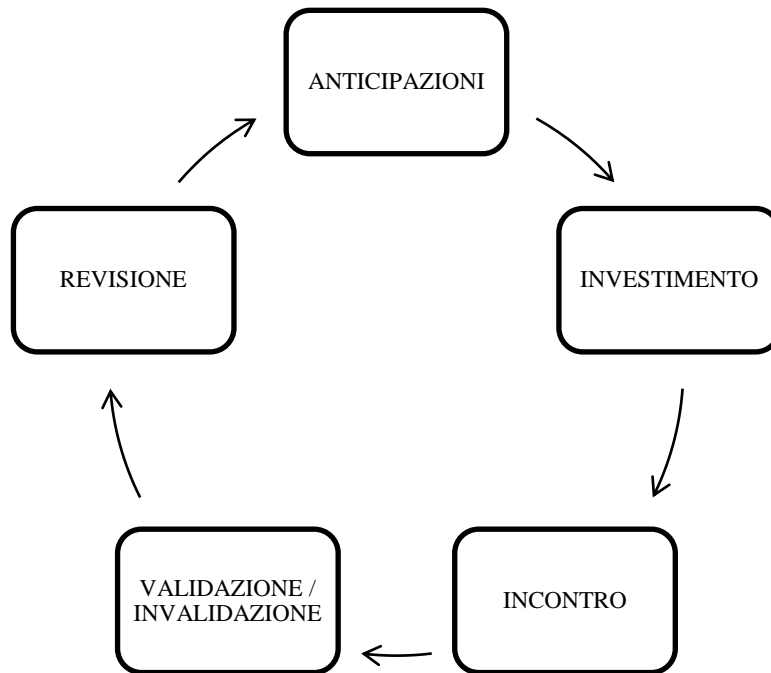 ANTICIPAZIONI
INVESTIMENTO
INCONTRO
VALIDAZIONE /
INVALIDAZIONE
REVISIONE